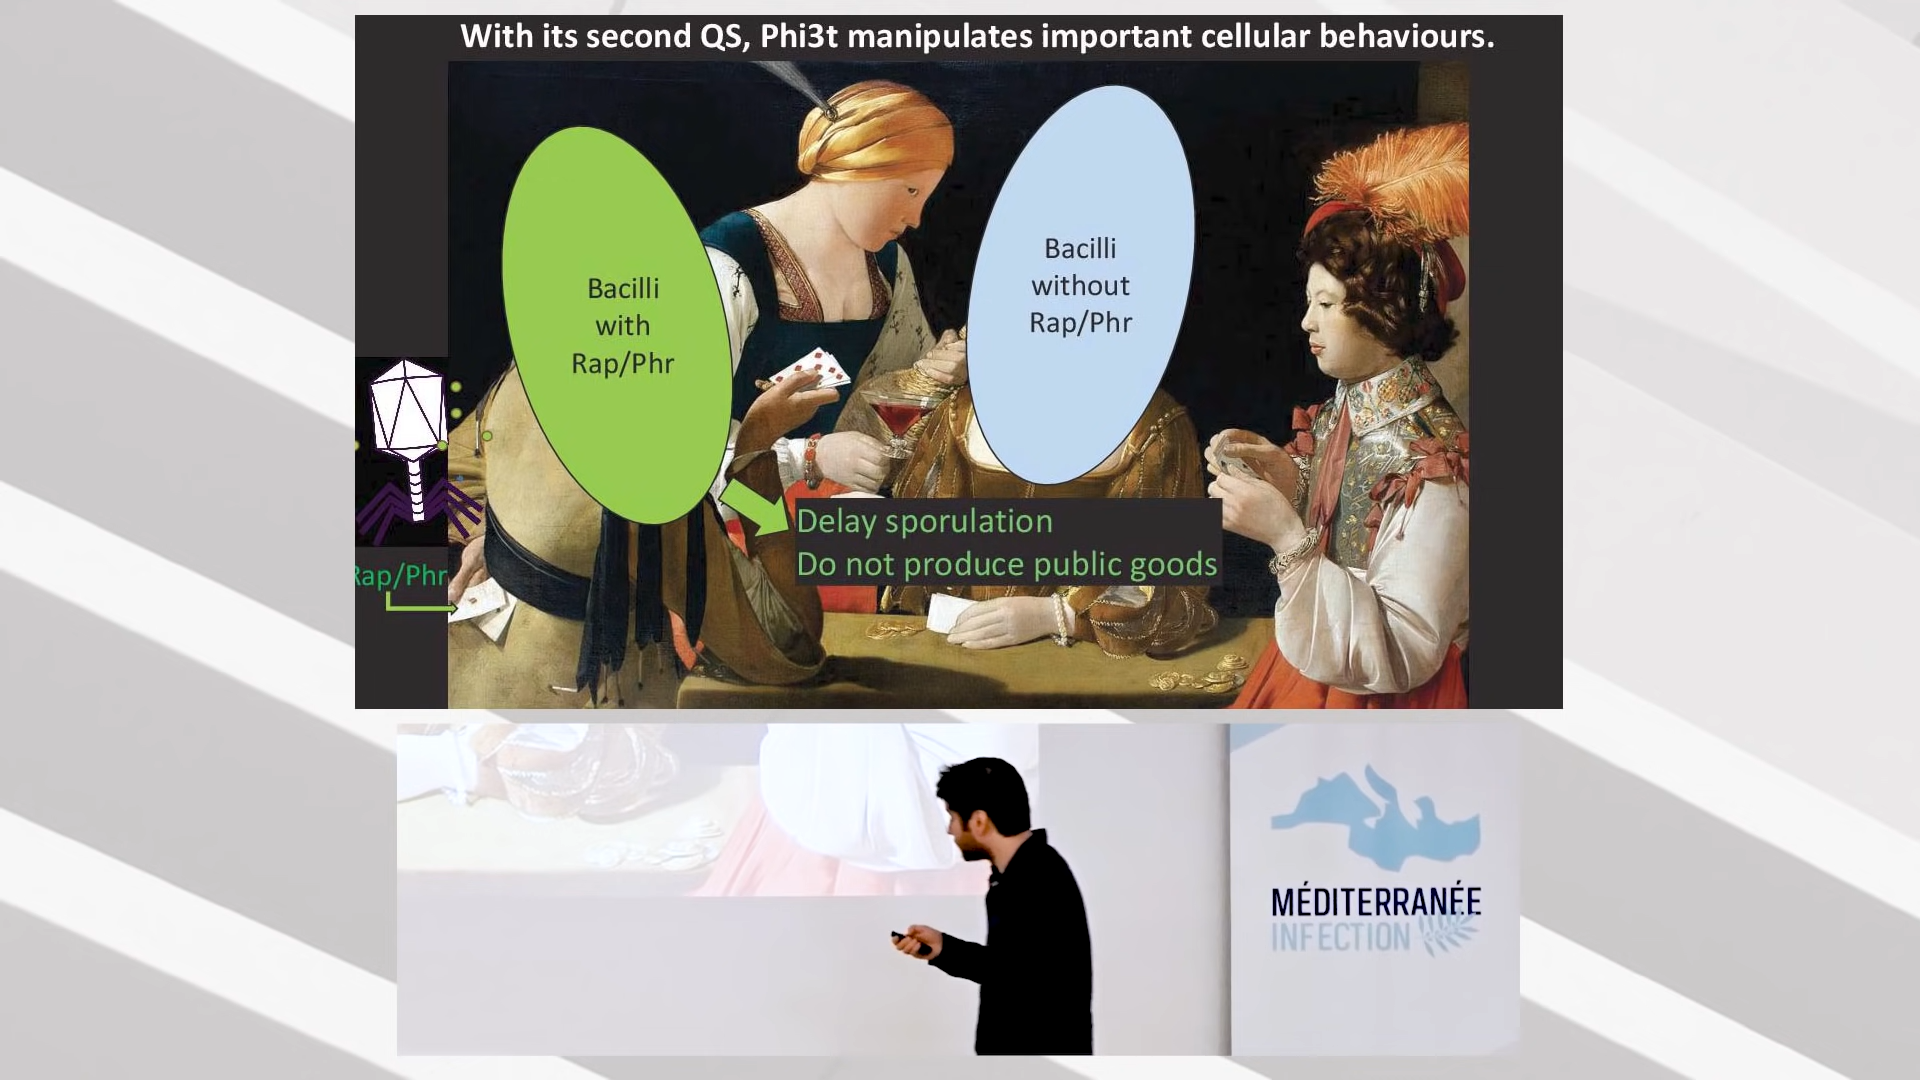 With its second QS, Phi3t manipulates important cellular behaviours.
Bacilli
with
Rap/Phr
Bacilli
without
Rap/Phr
Delay sporulation
Do not produce public goods
Rap/Phr
MÉDITERRANÉE
INFECTION